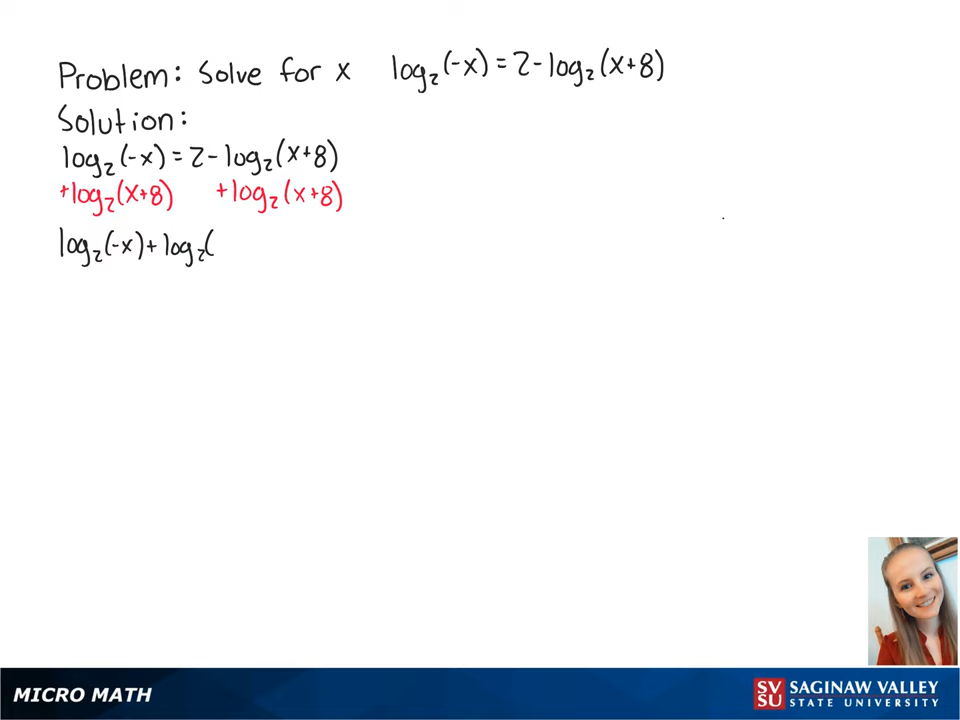 Problem: Solve for x log₂(-x) = 2 - log₂(x+8)
Solution:
log₂(-x) = 2 - log₂(x+8)
+log₂(x+8) +log₂(x+8)
log₂(-x) + log₂(
MICRO MATH
SV SU SAGINAW VALLEY STATE UNIVERSITY